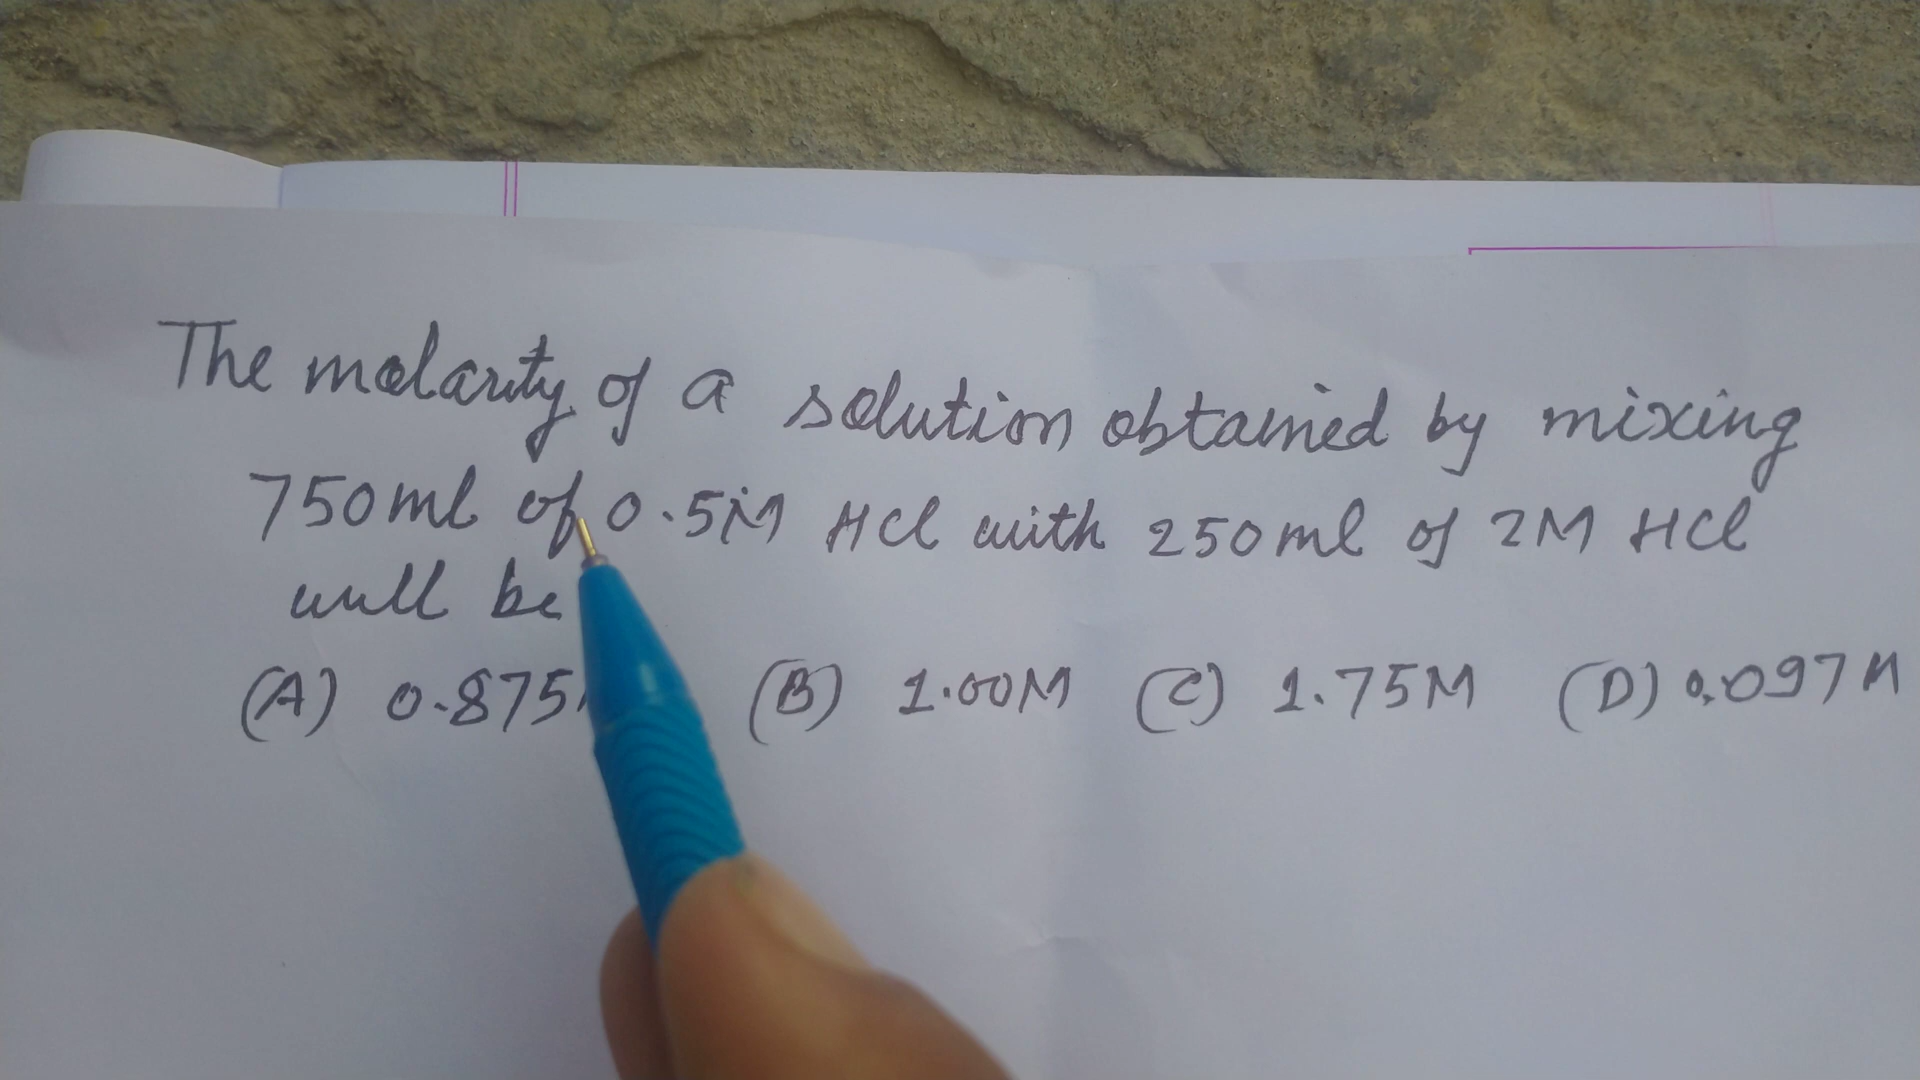 The molarity of a solution obtained by mixing
750ml of 0.5M HCl with 250ml of 2M HCl
will be
(A) 0.875 (B) 1.00M (C) 1.75M (D) 0.097M